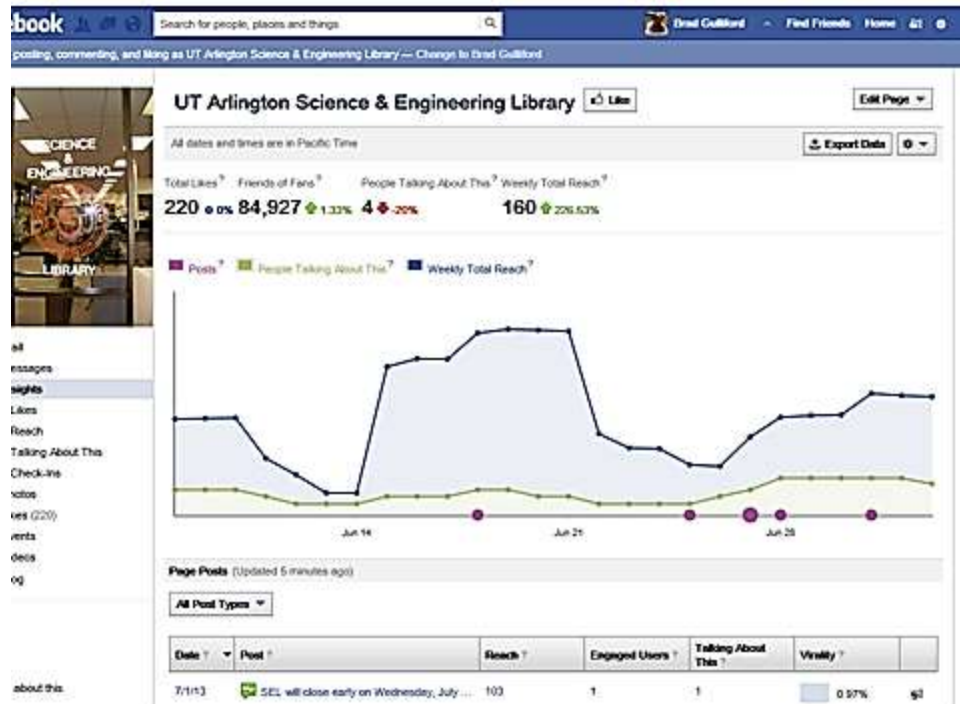 book
Search for people, places and things
Brad Gulliford
Find Friends
Home
posting, commenting, and liking as UT Arlington Science & Engineering Library — Change to Brad Gulliford
SCIENCE
&
ENGINEERING
LIBRARY
UT Arlington Science & Engineering Library
Like
Edit Page
All dates and times are in Pacific Time
Export Data
Total Likes? Friends of Fans? People Talking About This? Weekly Total Reach?
220 0% 84,927 1.33% 4 -20% 160 226.53%
Posts? People Talking About This? Weekly Total Reach?
all
essages
sights
Likes
Reach
Talking About This
Check-Ins
hotos
kes (220)
vents
deos
og
about this
Jun 14 Jun 21 Jun 28
Page Posts (Updated 5 minutes ago)
All Post Types
Date ? Post ? Reach ? Engaged Users ? Talking About This ? Virality ?
7/1/13 SEL will close early on Wednesday, July ... 103 1 1 0.97%